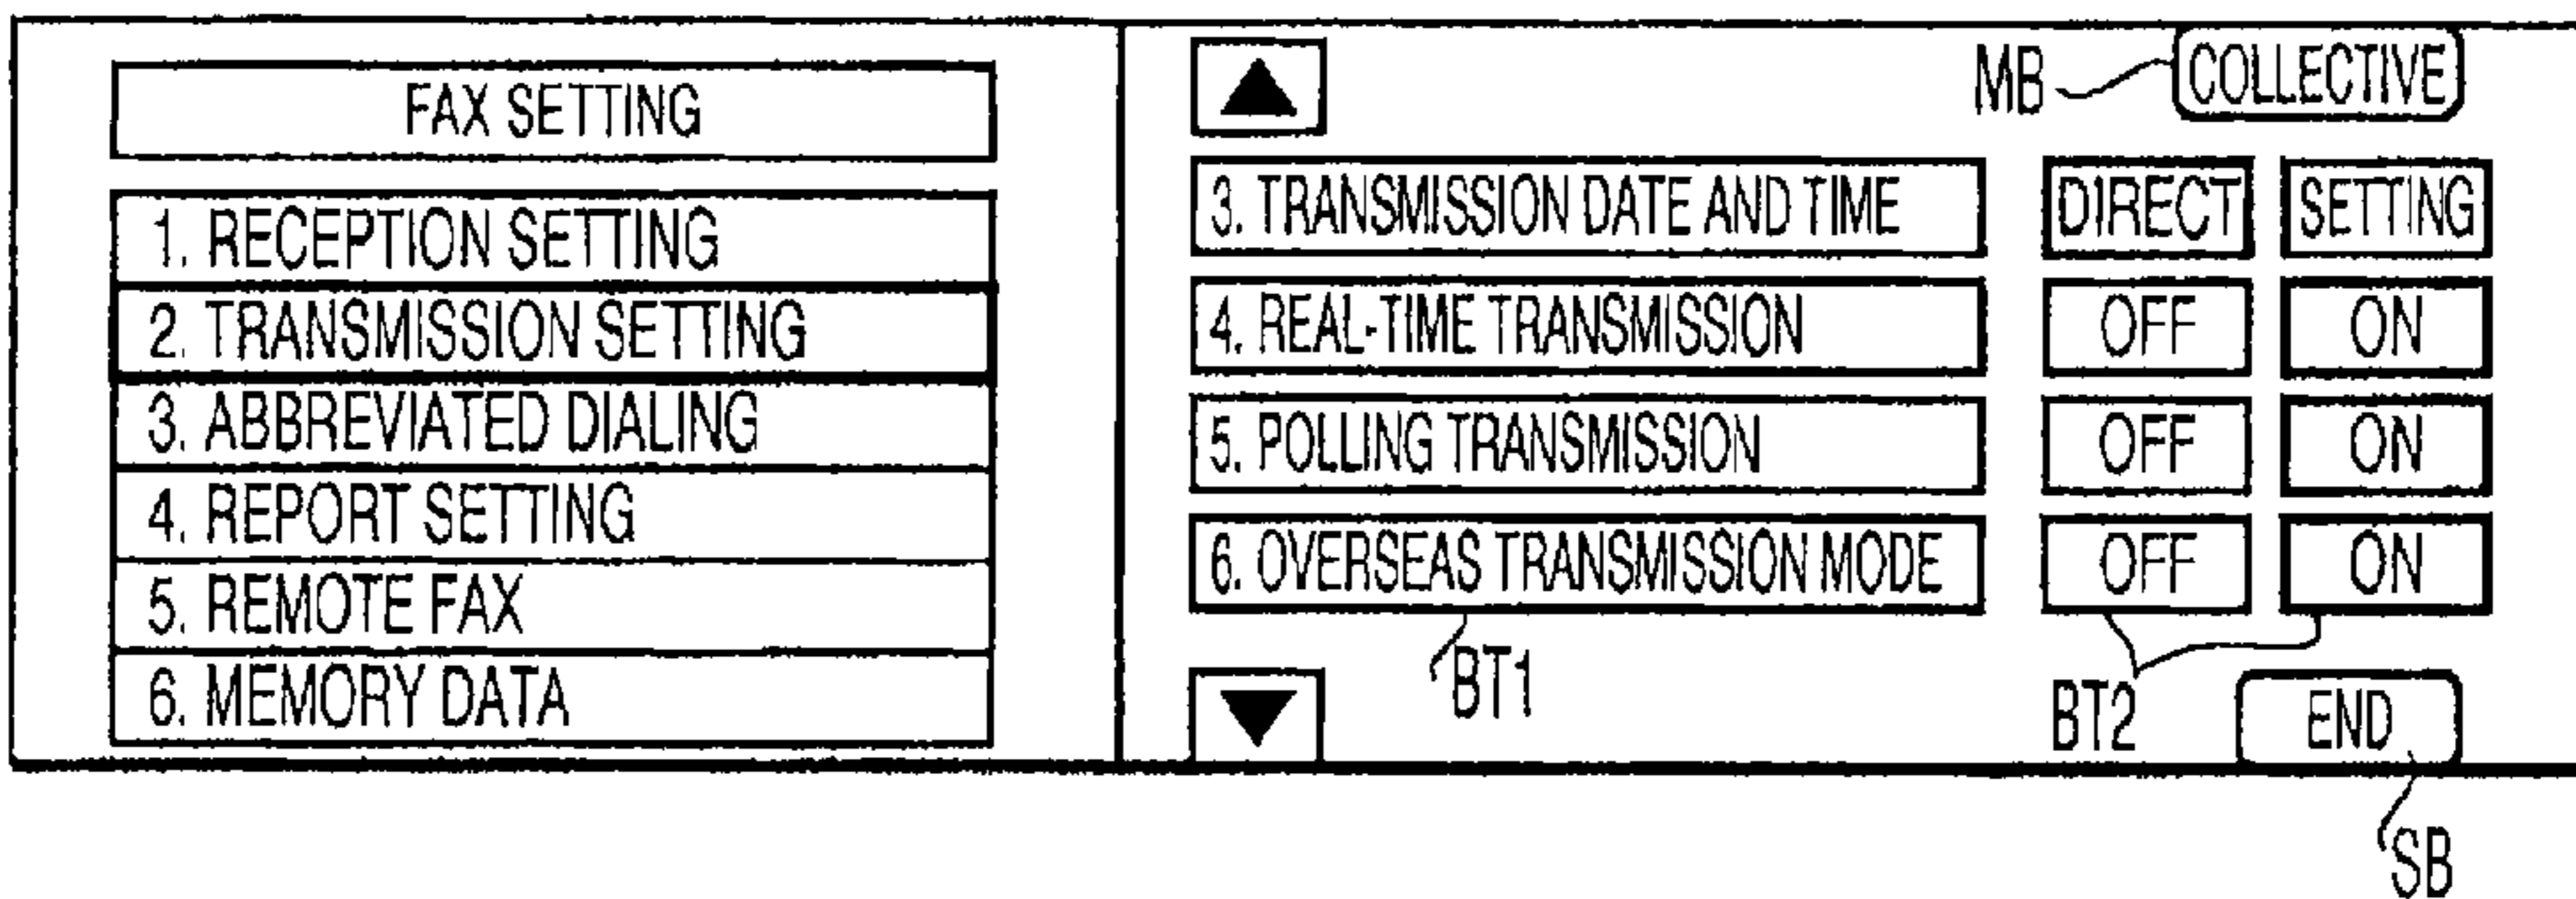 FAX SETTING
1. RECEPTION SETTING
2. TRANSMISSION SETTING
3. ABBREVIATED DIALING
4. REPORT SETTING
5. REMOTE FAX
6. MEMORY DATA
MB COLLECTIVE
3. TRANSMISSION DATE AND TIME DIRECT SETTING
4. REAL-TIME TRANSMISSION OFF ON
5. POLLING TRANSMISSION OFF ON
6. OVERSEAS TRANSMISSION MODE OFF ON
BT1
BT2 END
SB